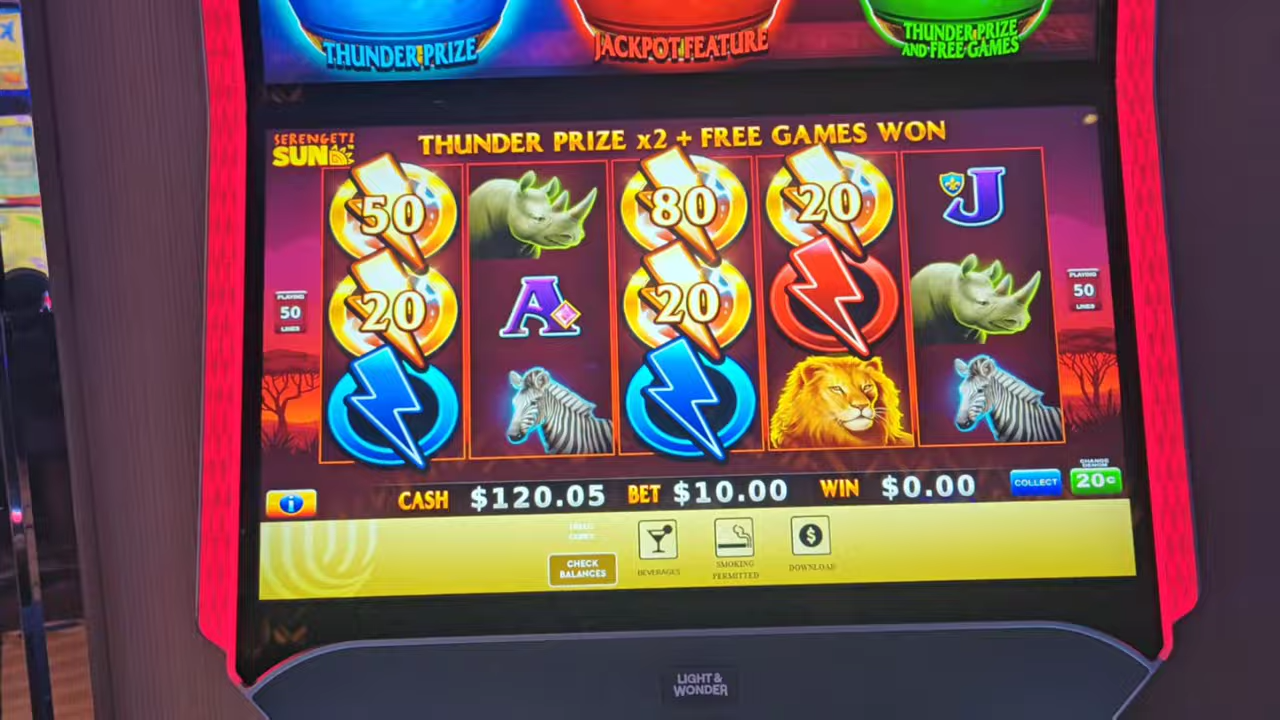 THUNDER PRIZE
JACKPOT FEATURE
THUNDER PRIZE
AND FREE GAMES
SERENGETI
SUN
THUNDER PRIZE x2 + FREE GAMES WON
50
80
20
J
PLAYING
50
LINES
20
A
20
PLAYING
50
LINES
CASH $120.05 BET $10.00 WIN $0.00
COLLECT
CHANGE
DENOM
20¢
CHECK
BALANCES
BEVERAGES
SMOKING
PERMITTED
DOWNLOAD
LIGHT &
WONDER